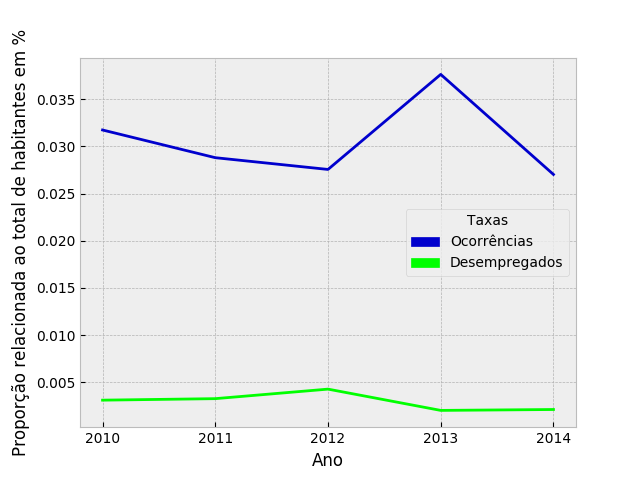 Proporção relacionada ao total de habitantes em %
0.035
0.030
0.025
0.020
0.015
0.010
0.005
Taxas
Ocorrências
Desempregados
2010 2011 2012 2013 2014
Ano